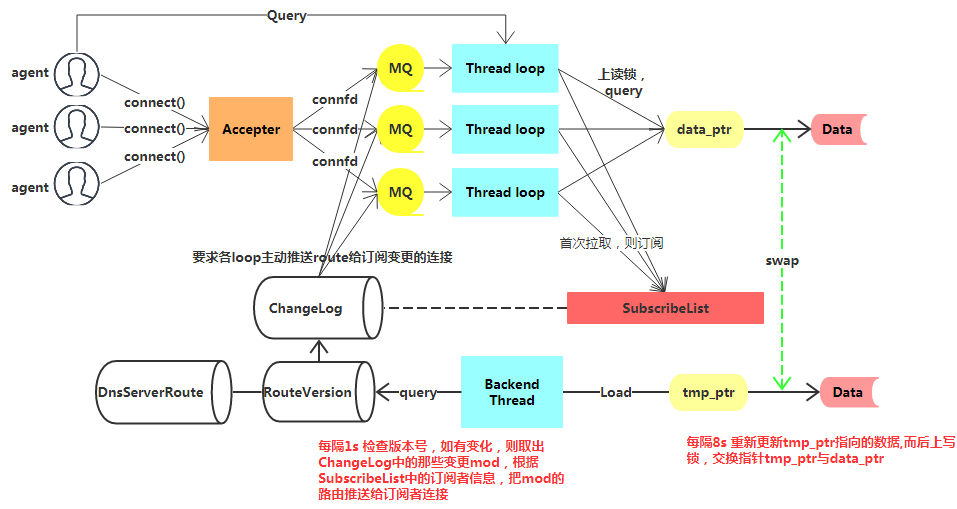 Query
agent
agent
agent
connect()
connect()
connect()
Accepter
connfd
connfd
connfd
MQ
MQ
MQ
Thread loop
Thread loop
Thread loop
上读锁，
query
data_ptr
Data
首次拉取，则订阅
swap
要求各loop主动推送route给订阅变更的连接
ChangeLog
SubscribeList
DnsServerRoute
RouteVersion
query
Backend
Thread
Load
tmp_ptr
Data
每隔1s 检查版本号，如有变化，则取出
ChangeLog中的那些变更mod，根据
SubscribeList中的订阅者信息，把mod的
路由推送给订阅者连接
每隔8s 重新更新tmp_ptr指向的数据,而后上写
锁，交换指针tmp_ptr与data_ptr